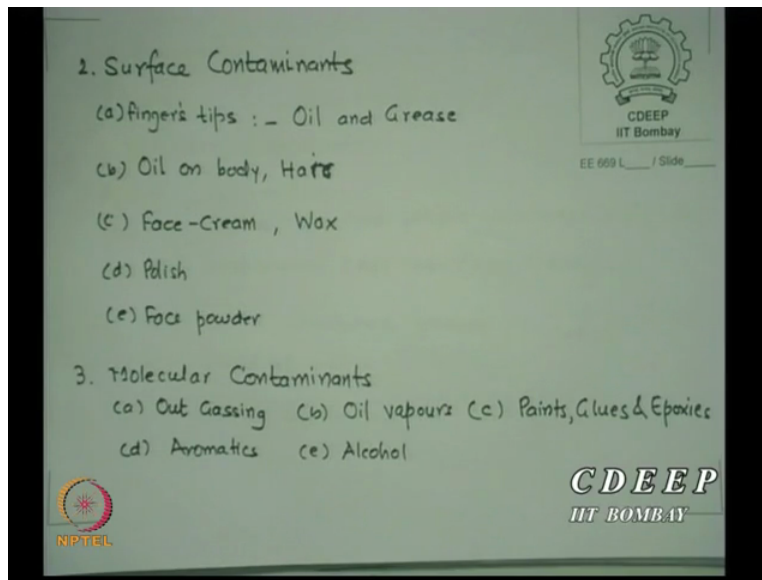 2. Surface Contaminants
(a) finger's tips :- Oil and Grease
(b) Oil on body, Hair
(c) Face-Cream, Wax
(d) Polish
(e) Face powder
3. Molecular Contaminants
(a) Out Gassing (b) Oil vapours (c) Paints, Glues & Epoxies
(d) Aromatics (e) Alcohol
CDEEP
IIT Bombay
EE 669 L____ / Slide____
NPTEL
CDEEP
IIT BOMBAY